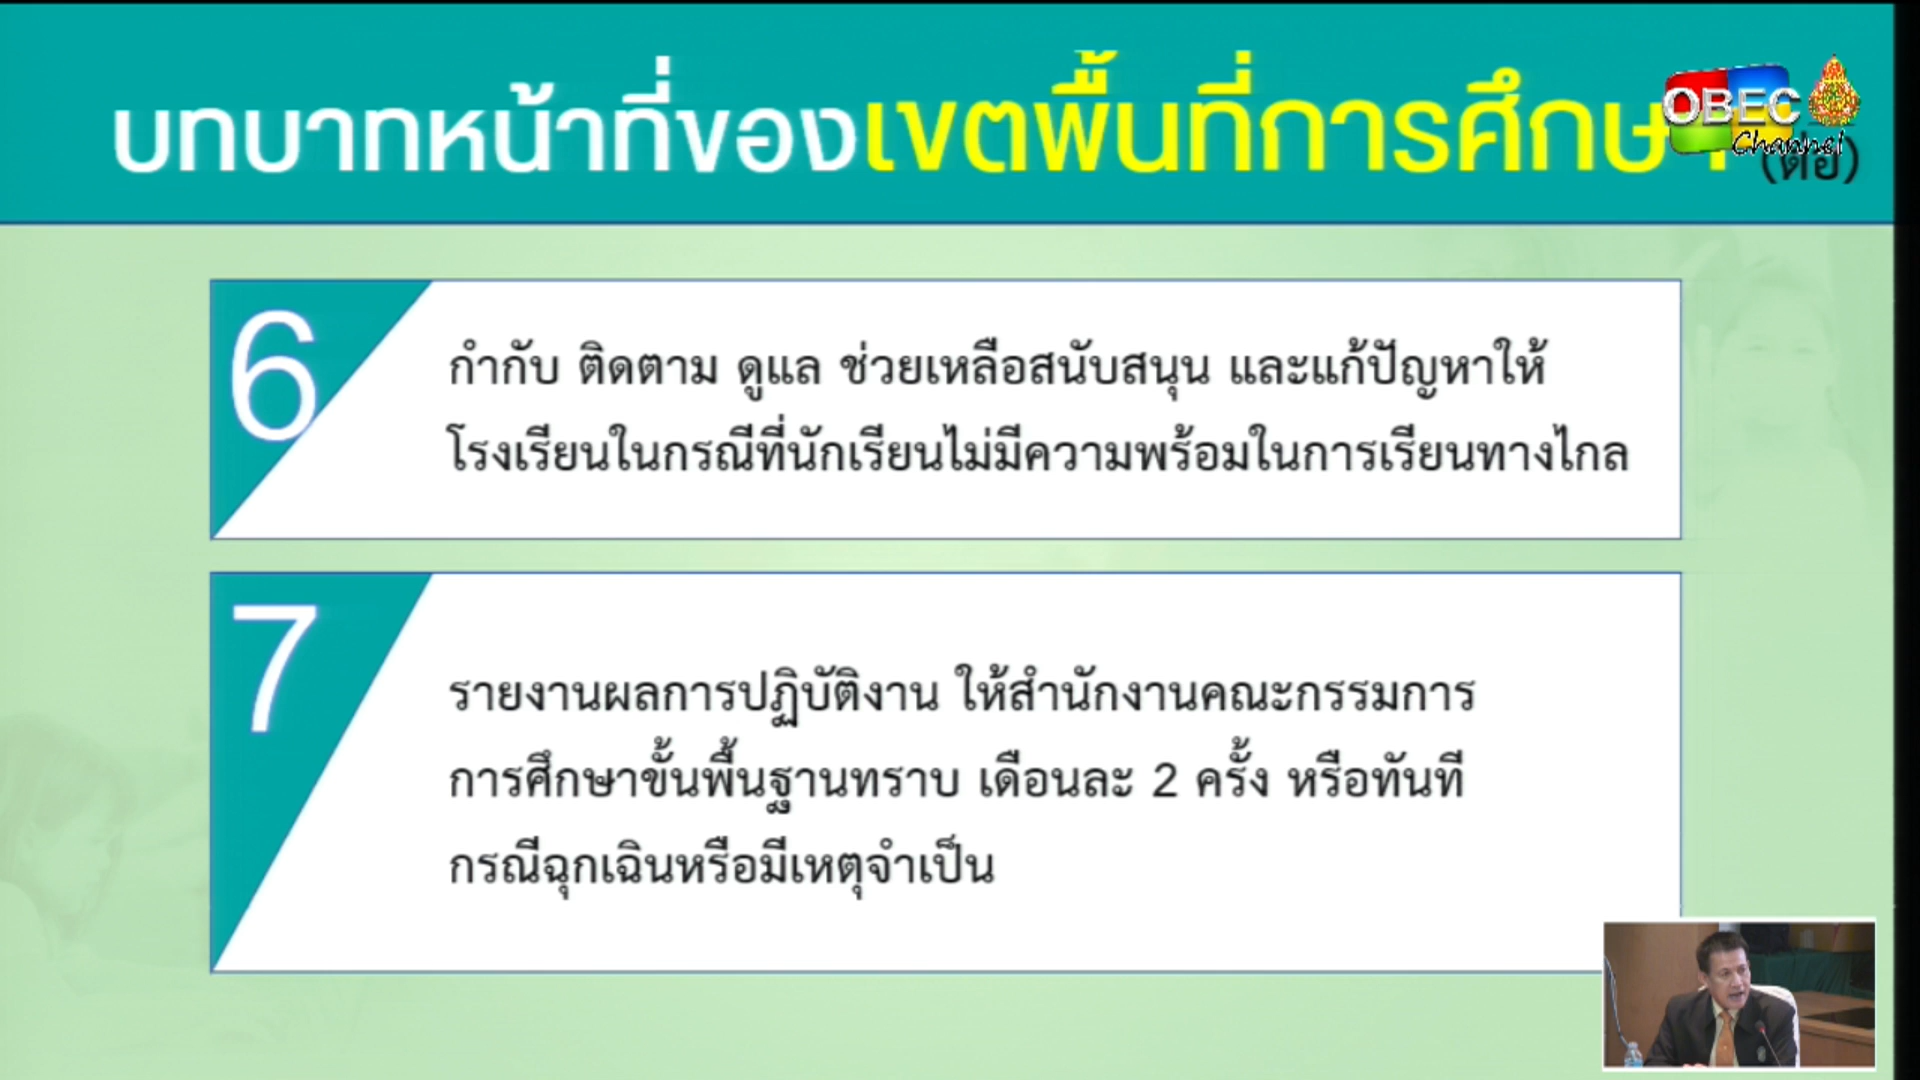 บทบาทหน้าที่ของเขตพื้นที่การศึกษา (ต่อ)
OBEC
Channel
6
กำกับ ติดตาม ดูแล ช่วยเหลือสนับสนุน และแก้ปัญหาให้
โรงเรียนในกรณีที่นักเรียนไม่มีความพร้อมในการเรียนทางไกล
7
รายงานผลการปฏิบัติงาน ให้สำนักงานคณะกรรมการ
การศึกษาขั้นพื้นฐานทราบ เดือนละ 2 ครั้ง หรือทันที
กรณีฉุกเฉินหรือมีเหตุจำเป็น